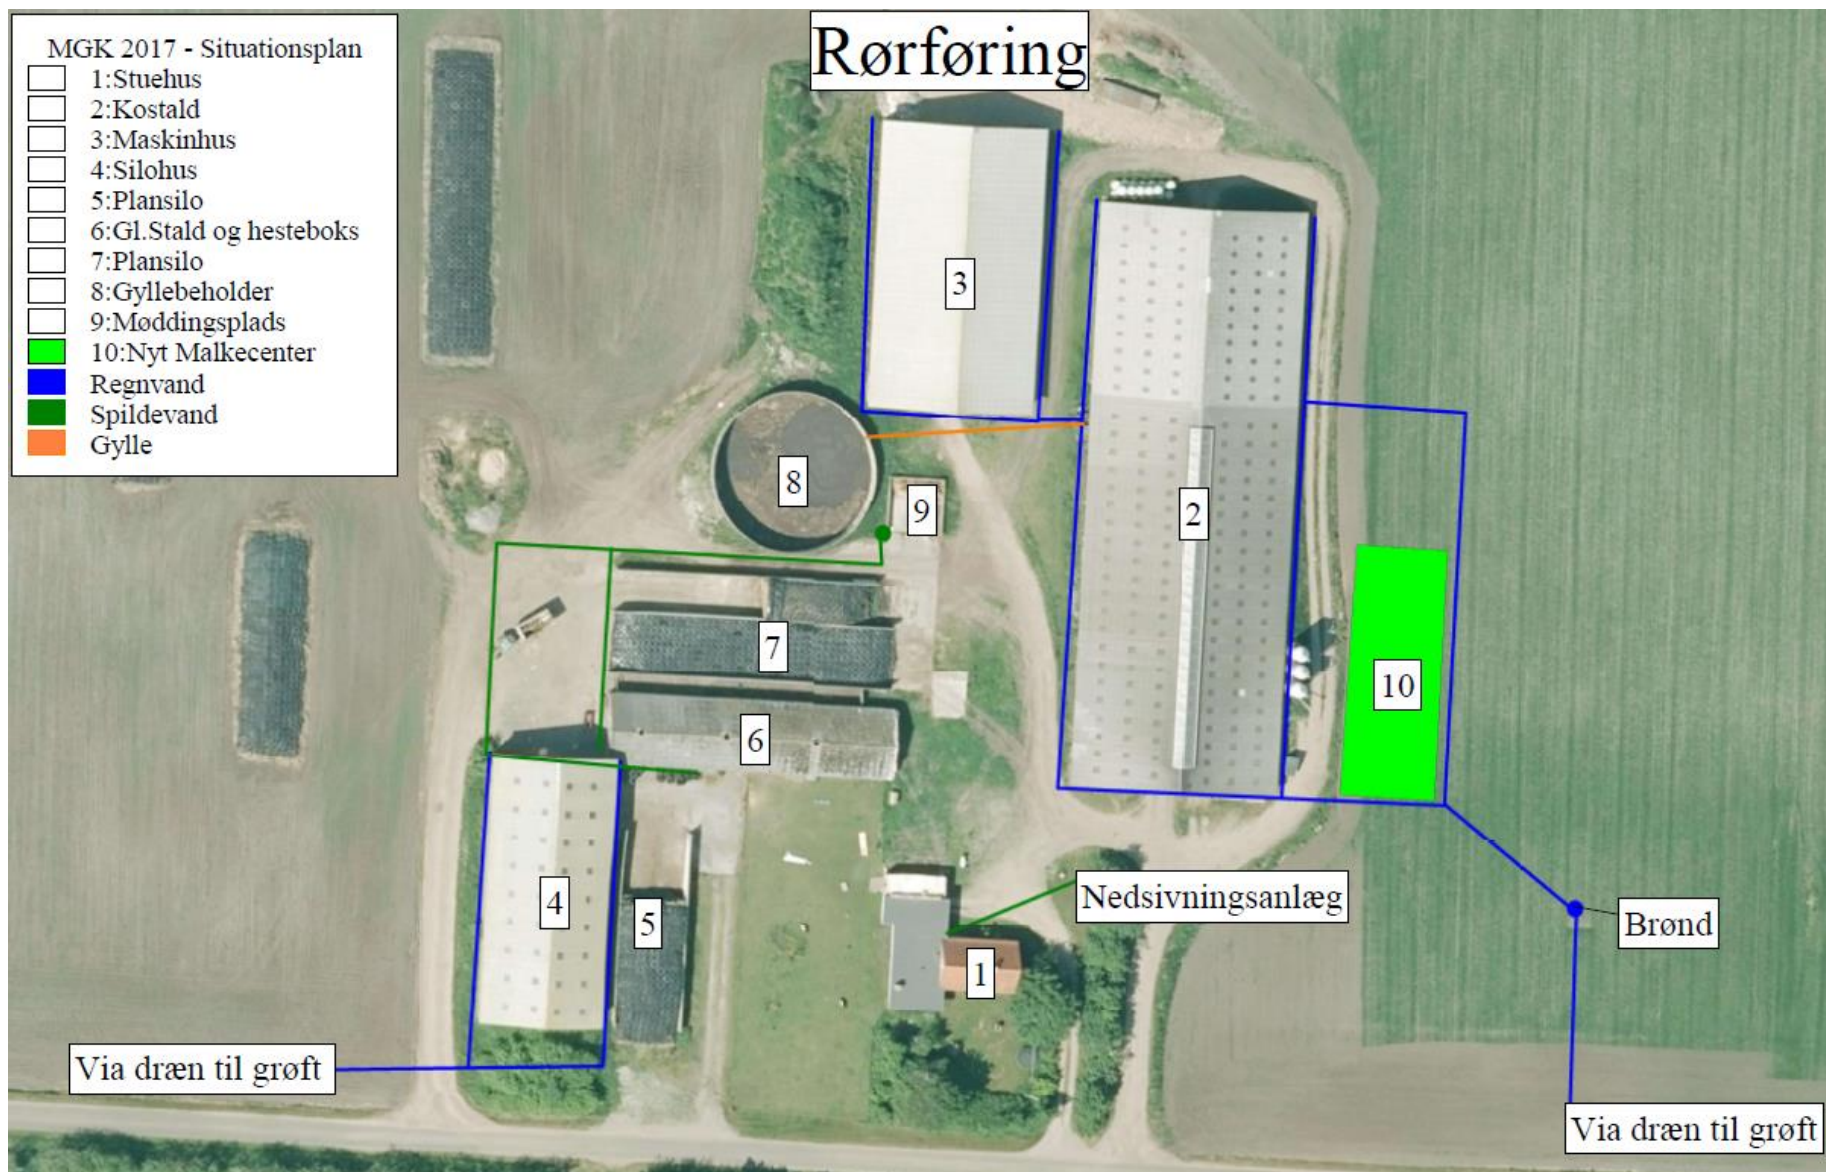 Rørføring
MGK 2017 - Situationsplan
1:Stuehus
2:Kostald
3:Maskinhus
4:Silohus
5:Plansilo
6:Gl.Stald og hesteboks
7:Plansilo
8:Gyllebeholder
9:Møddingsplads
10:Nyt Malkecenter
Regnvand
Spildevand
Gylle
3
8
9
2
7
10
6
4
5
Nedsivningsanlæg
1
Brønd
Via dræn til grøft
Via dræn til grøft